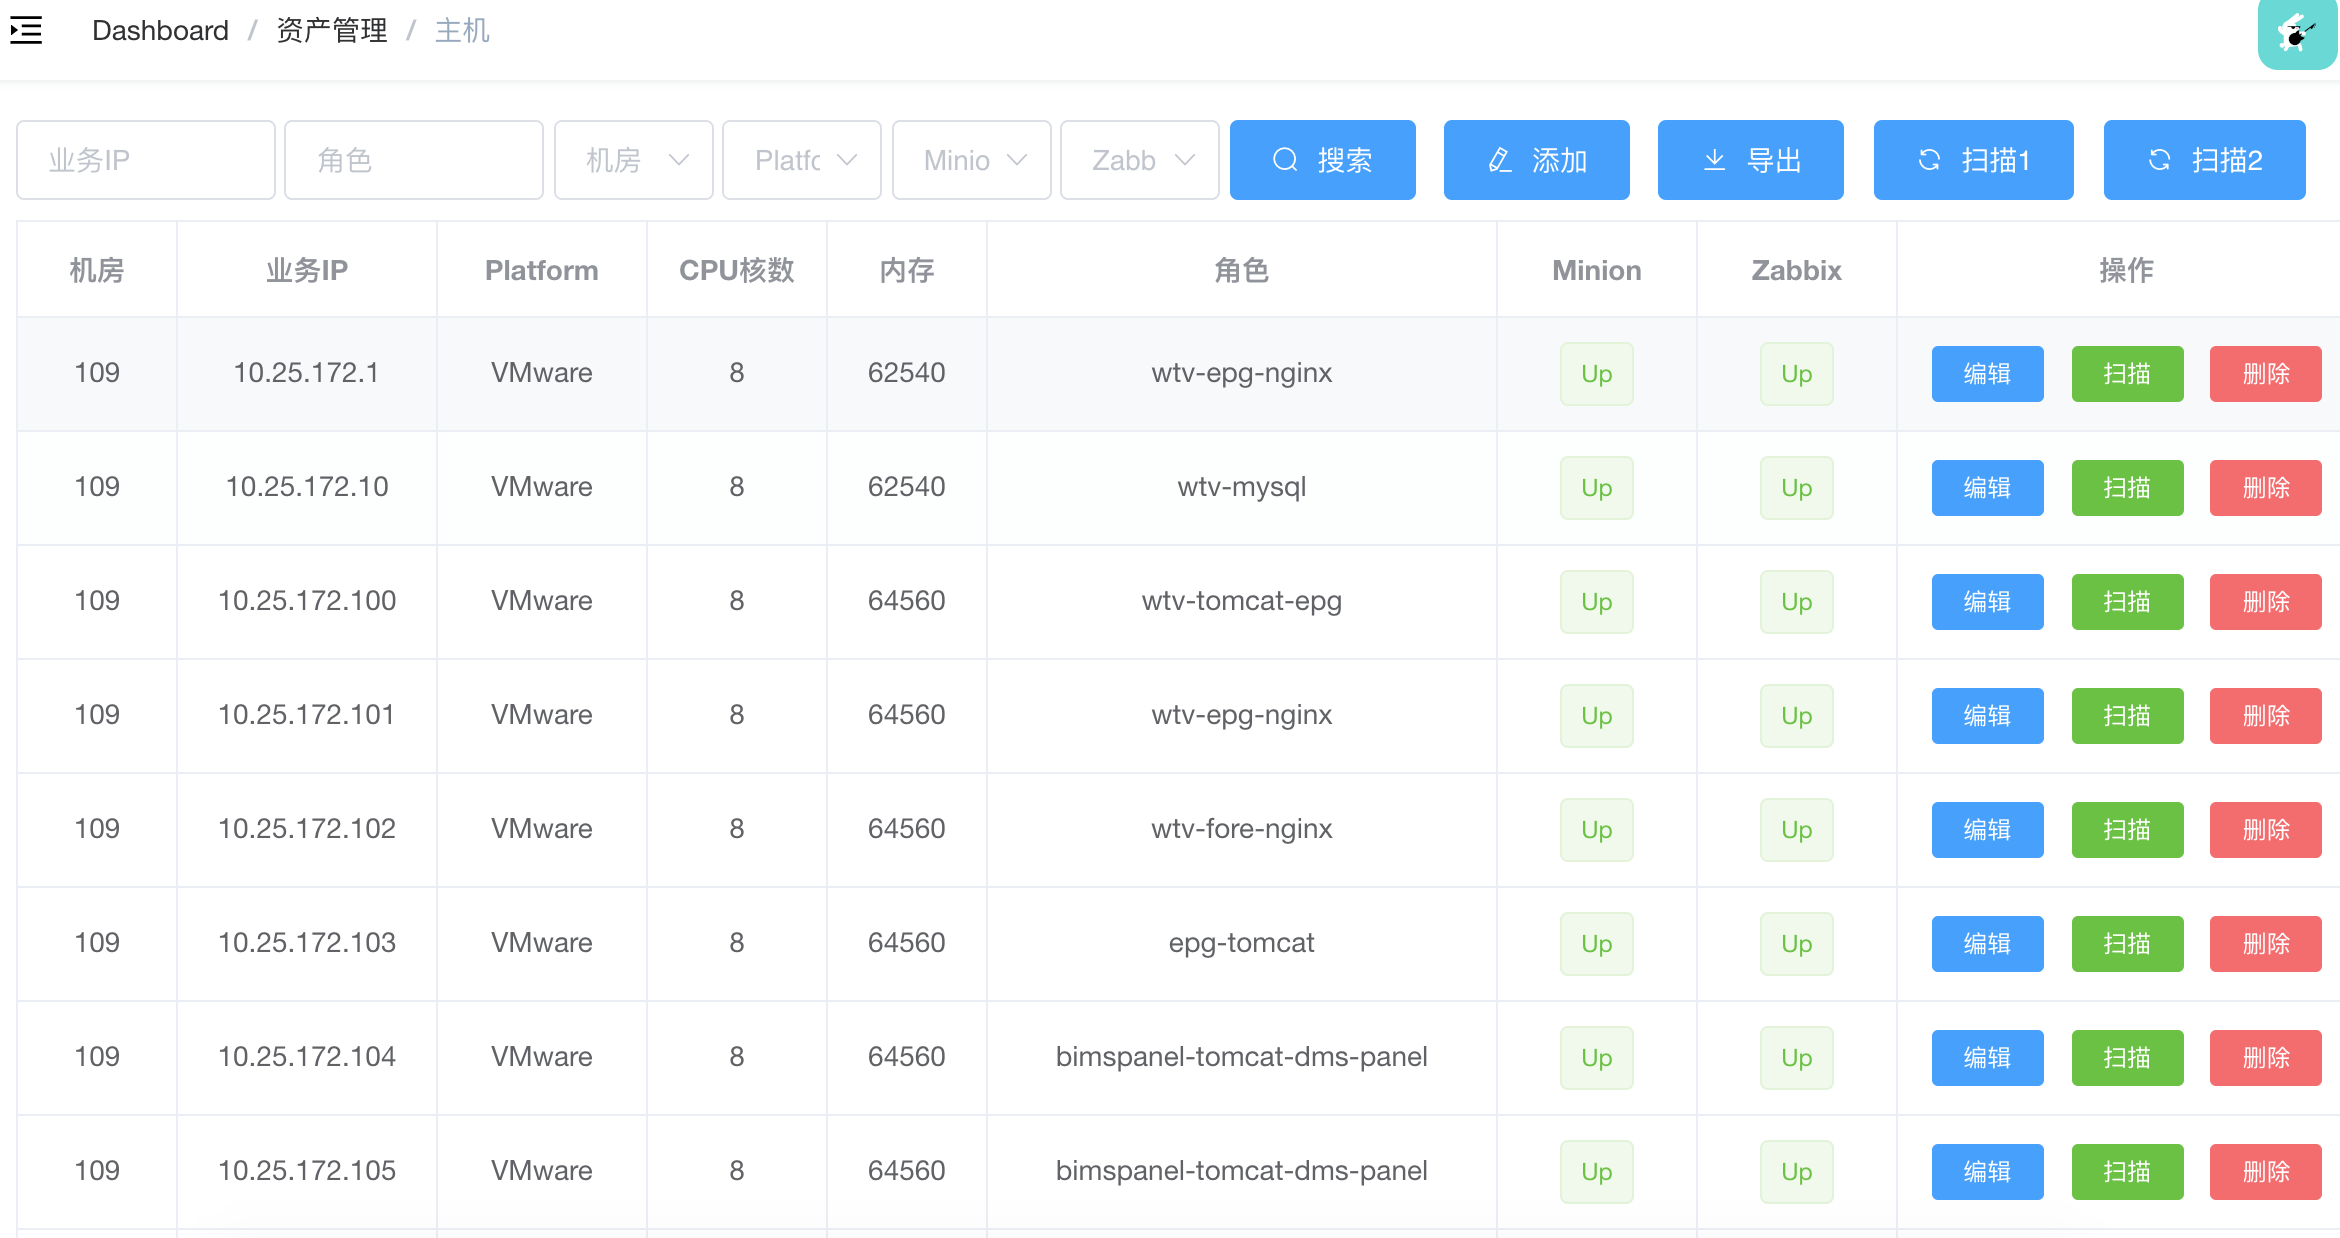 Dashboard / 资产管理 / 主机
业务IP 角色 机房 Platfc Minio Zabb 搜索 添加 导出 扫描1 扫描2
机房 业务IP Platform CPU核数 内存 角色 Minion Zabbix 操作
109 10.25.172.1 VMware 8 62540 wtv-epg-nginx Up Up 编辑 扫描 删除
109 10.25.172.10 VMware 8 62540 wtv-mysql Up Up 编辑 扫描 删除
109 10.25.172.100 VMware 8 64560 wtv-tomcat-epg Up Up 编辑 扫描 删除
109 10.25.172.101 VMware 8 64560 wtv-epg-nginx Up Up 编辑 扫描 删除
109 10.25.172.102 VMware 8 64560 wtv-fore-nginx Up Up 编辑 扫描 删除
109 10.25.172.103 VMware 8 64560 epg-tomcat Up Up 编辑 扫描 删除
109 10.25.172.104 VMware 8 64560 bimspanel-tomcat-dms-panel Up Up 编辑 扫描 删除
109 10.25.172.105 VMware 8 64560 bimspanel-tomcat-dms-panel Up Up 编辑 扫描 删除